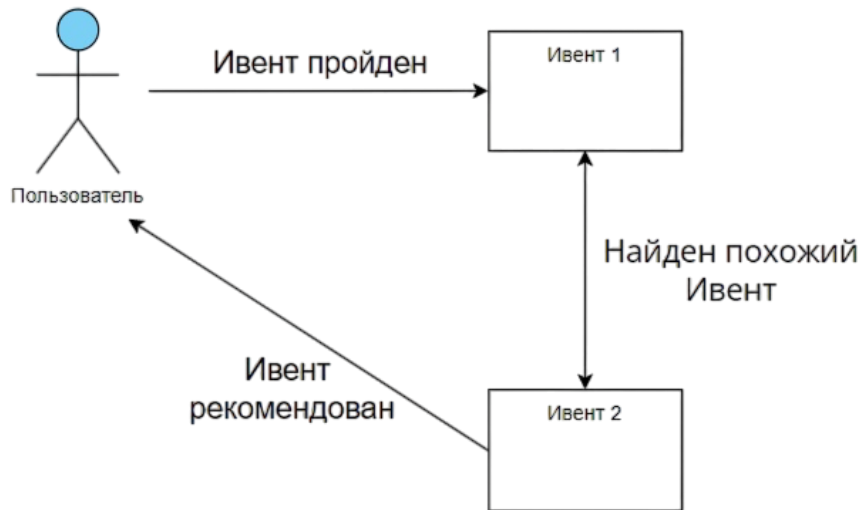 Ивент пройден
Ивент 1
Пользователь
Найден похожий
Ивент
Ивент
рекомендован
Ивент 2